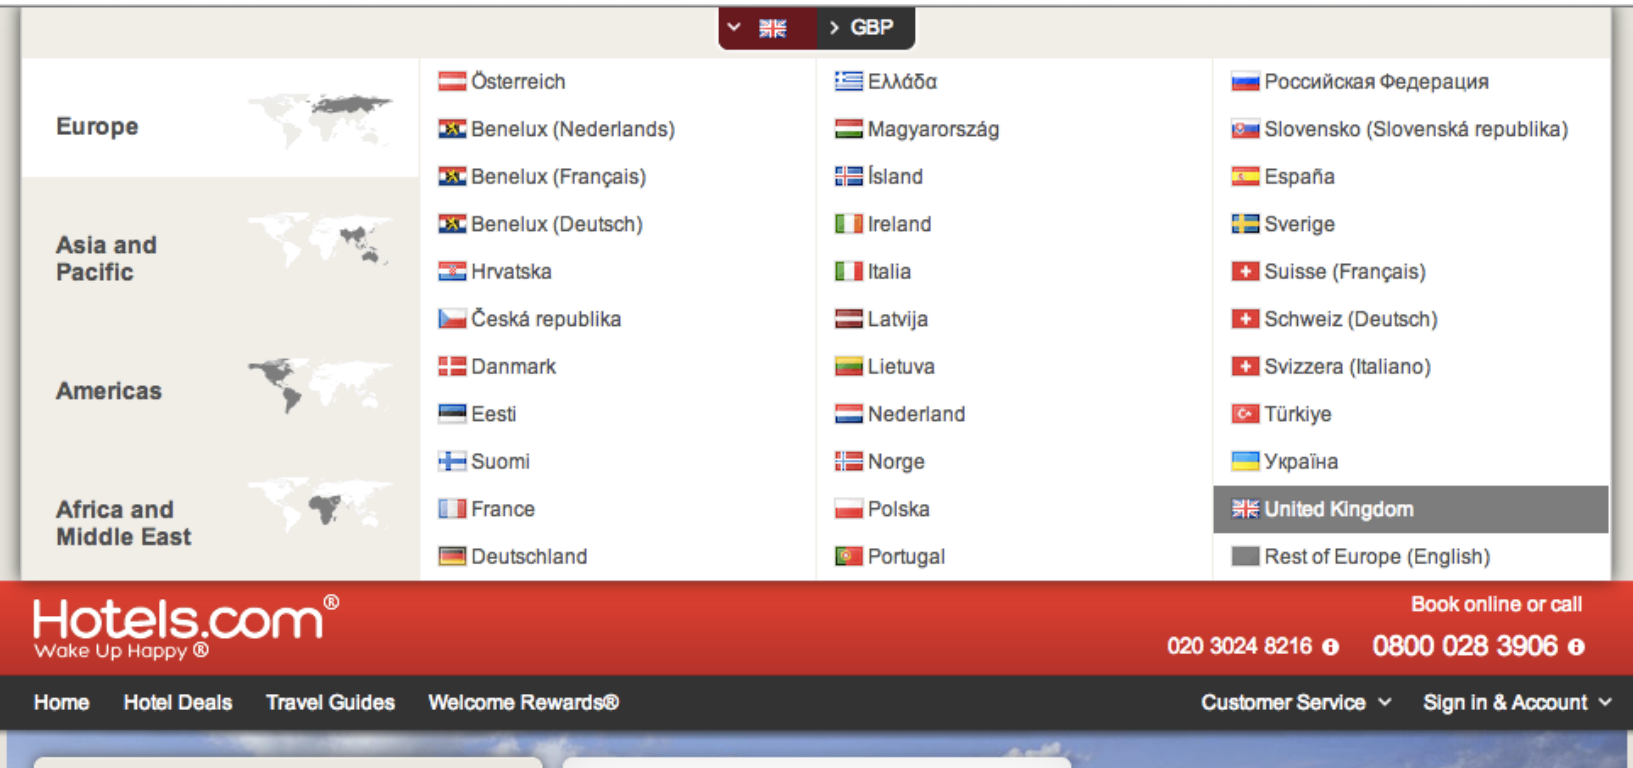 GBP
Europe
Asia and
Pacific
Americas
Africa and
Middle East
Österreich
Benelux (Nederlands)
Benelux (Français)
Benelux (Deutsch)
Hrvatska
Česká republika
Danmark
Eesti
Suomi
France
Deutschland
Ελλάδα
Magyarország
Ísland
Ireland
Italia
Latvija
Lietuva
Nederland
Norge
Polska
Portugal
Российская Федерация
Slovensko (Slovenská republika)
España
Sverige
Suisse (Français)
Schweiz (Deutsch)
Svizzera (Italiano)
Türkiye
Україна
United Kingdom
Rest of Europe (English)
Hotels.com®
Wake Up Happy ®
Book online or call
020 3024 8216 0800 028 3906
Home Hotel Deals Travel Guides Welcome Rewards® Customer Service Sign in & Account